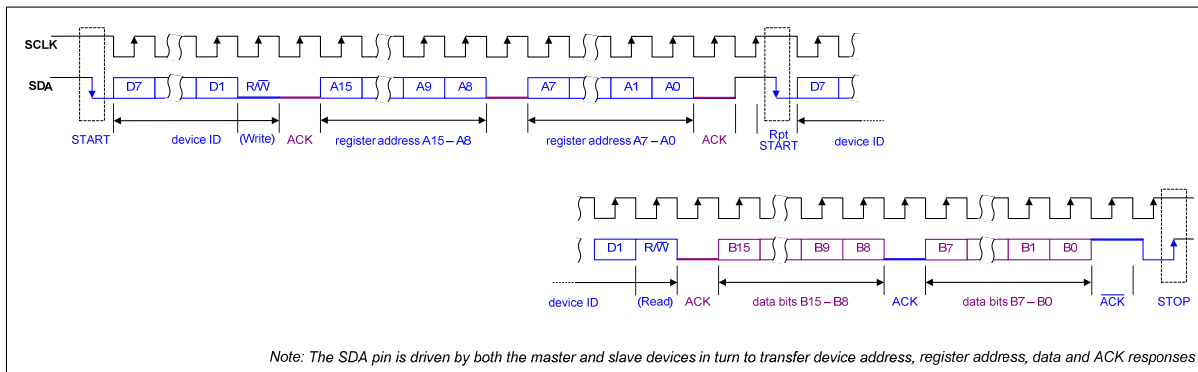 SCLK
SDA D7 D1 R/W̅ A15 A9 A8 A7 A1 A0 D7
START device ID (Write) ACK register address A15 – A8 register address A7 – A0 ACK Rpt START device ID
D1 R/W̅ B15 B9 B8 B7 B1 B0
device ID (Read) ACK data bits B15 – B8 ACK data bits B7 – B0 A̅C̅K̅ STOP
Note: The SDA pin is driven by both the master and slave devices in turn to transfer device address, register address, data and ACK responses